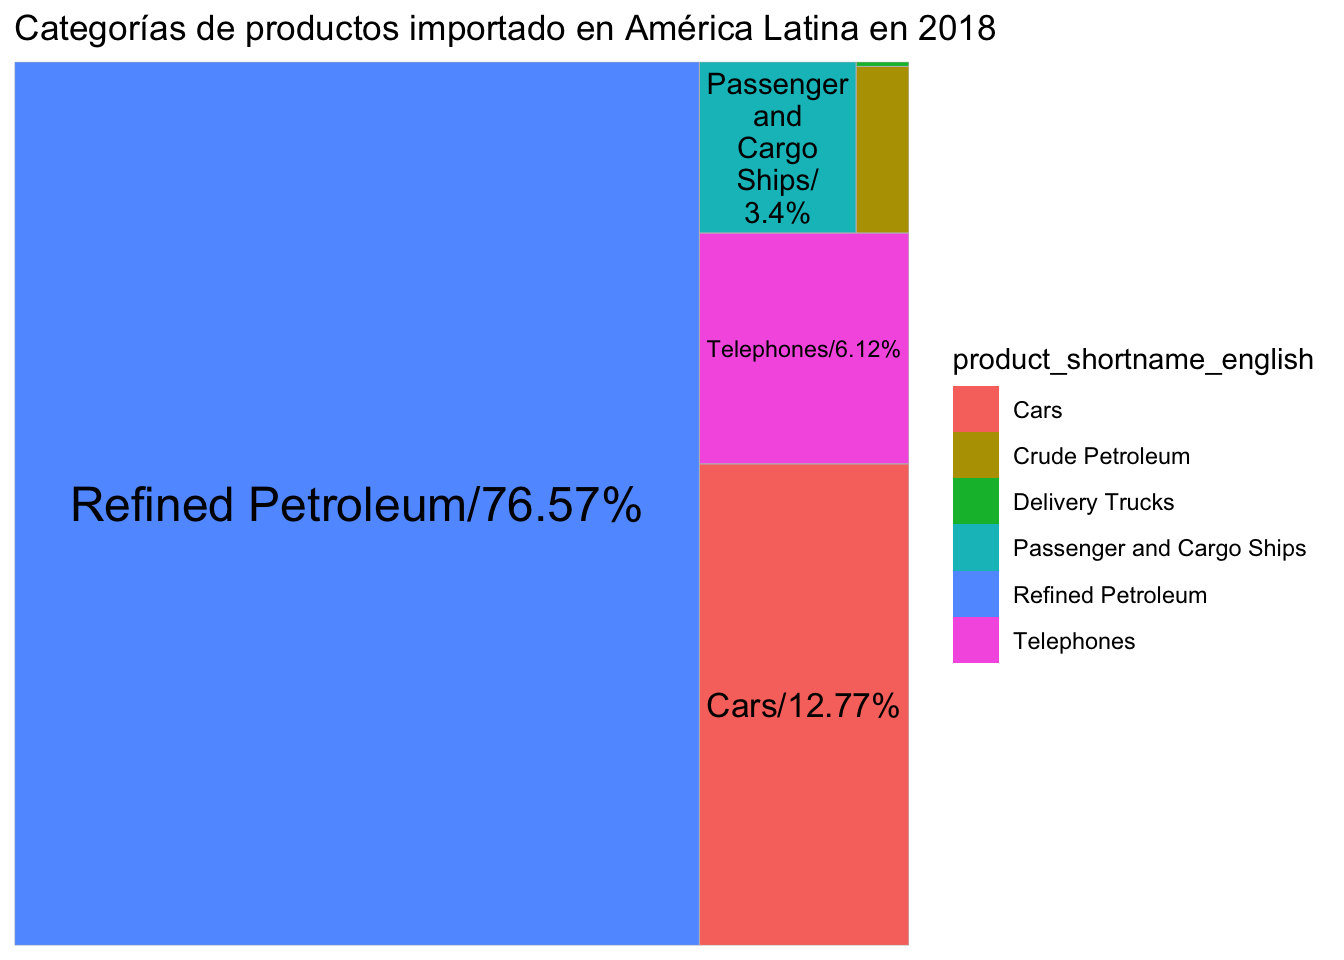 Categorías de productos importado en América Latina en 2018
Passenger
and
Cargo
Ships/
3.4%
Telephones/6.12%
Refined Petroleum/76.57%
Cars/12.77%
product_shortname_english
Cars
Crude Petroleum
Delivery Trucks
Passenger and Cargo Ships
Refined Petroleum
Telephones